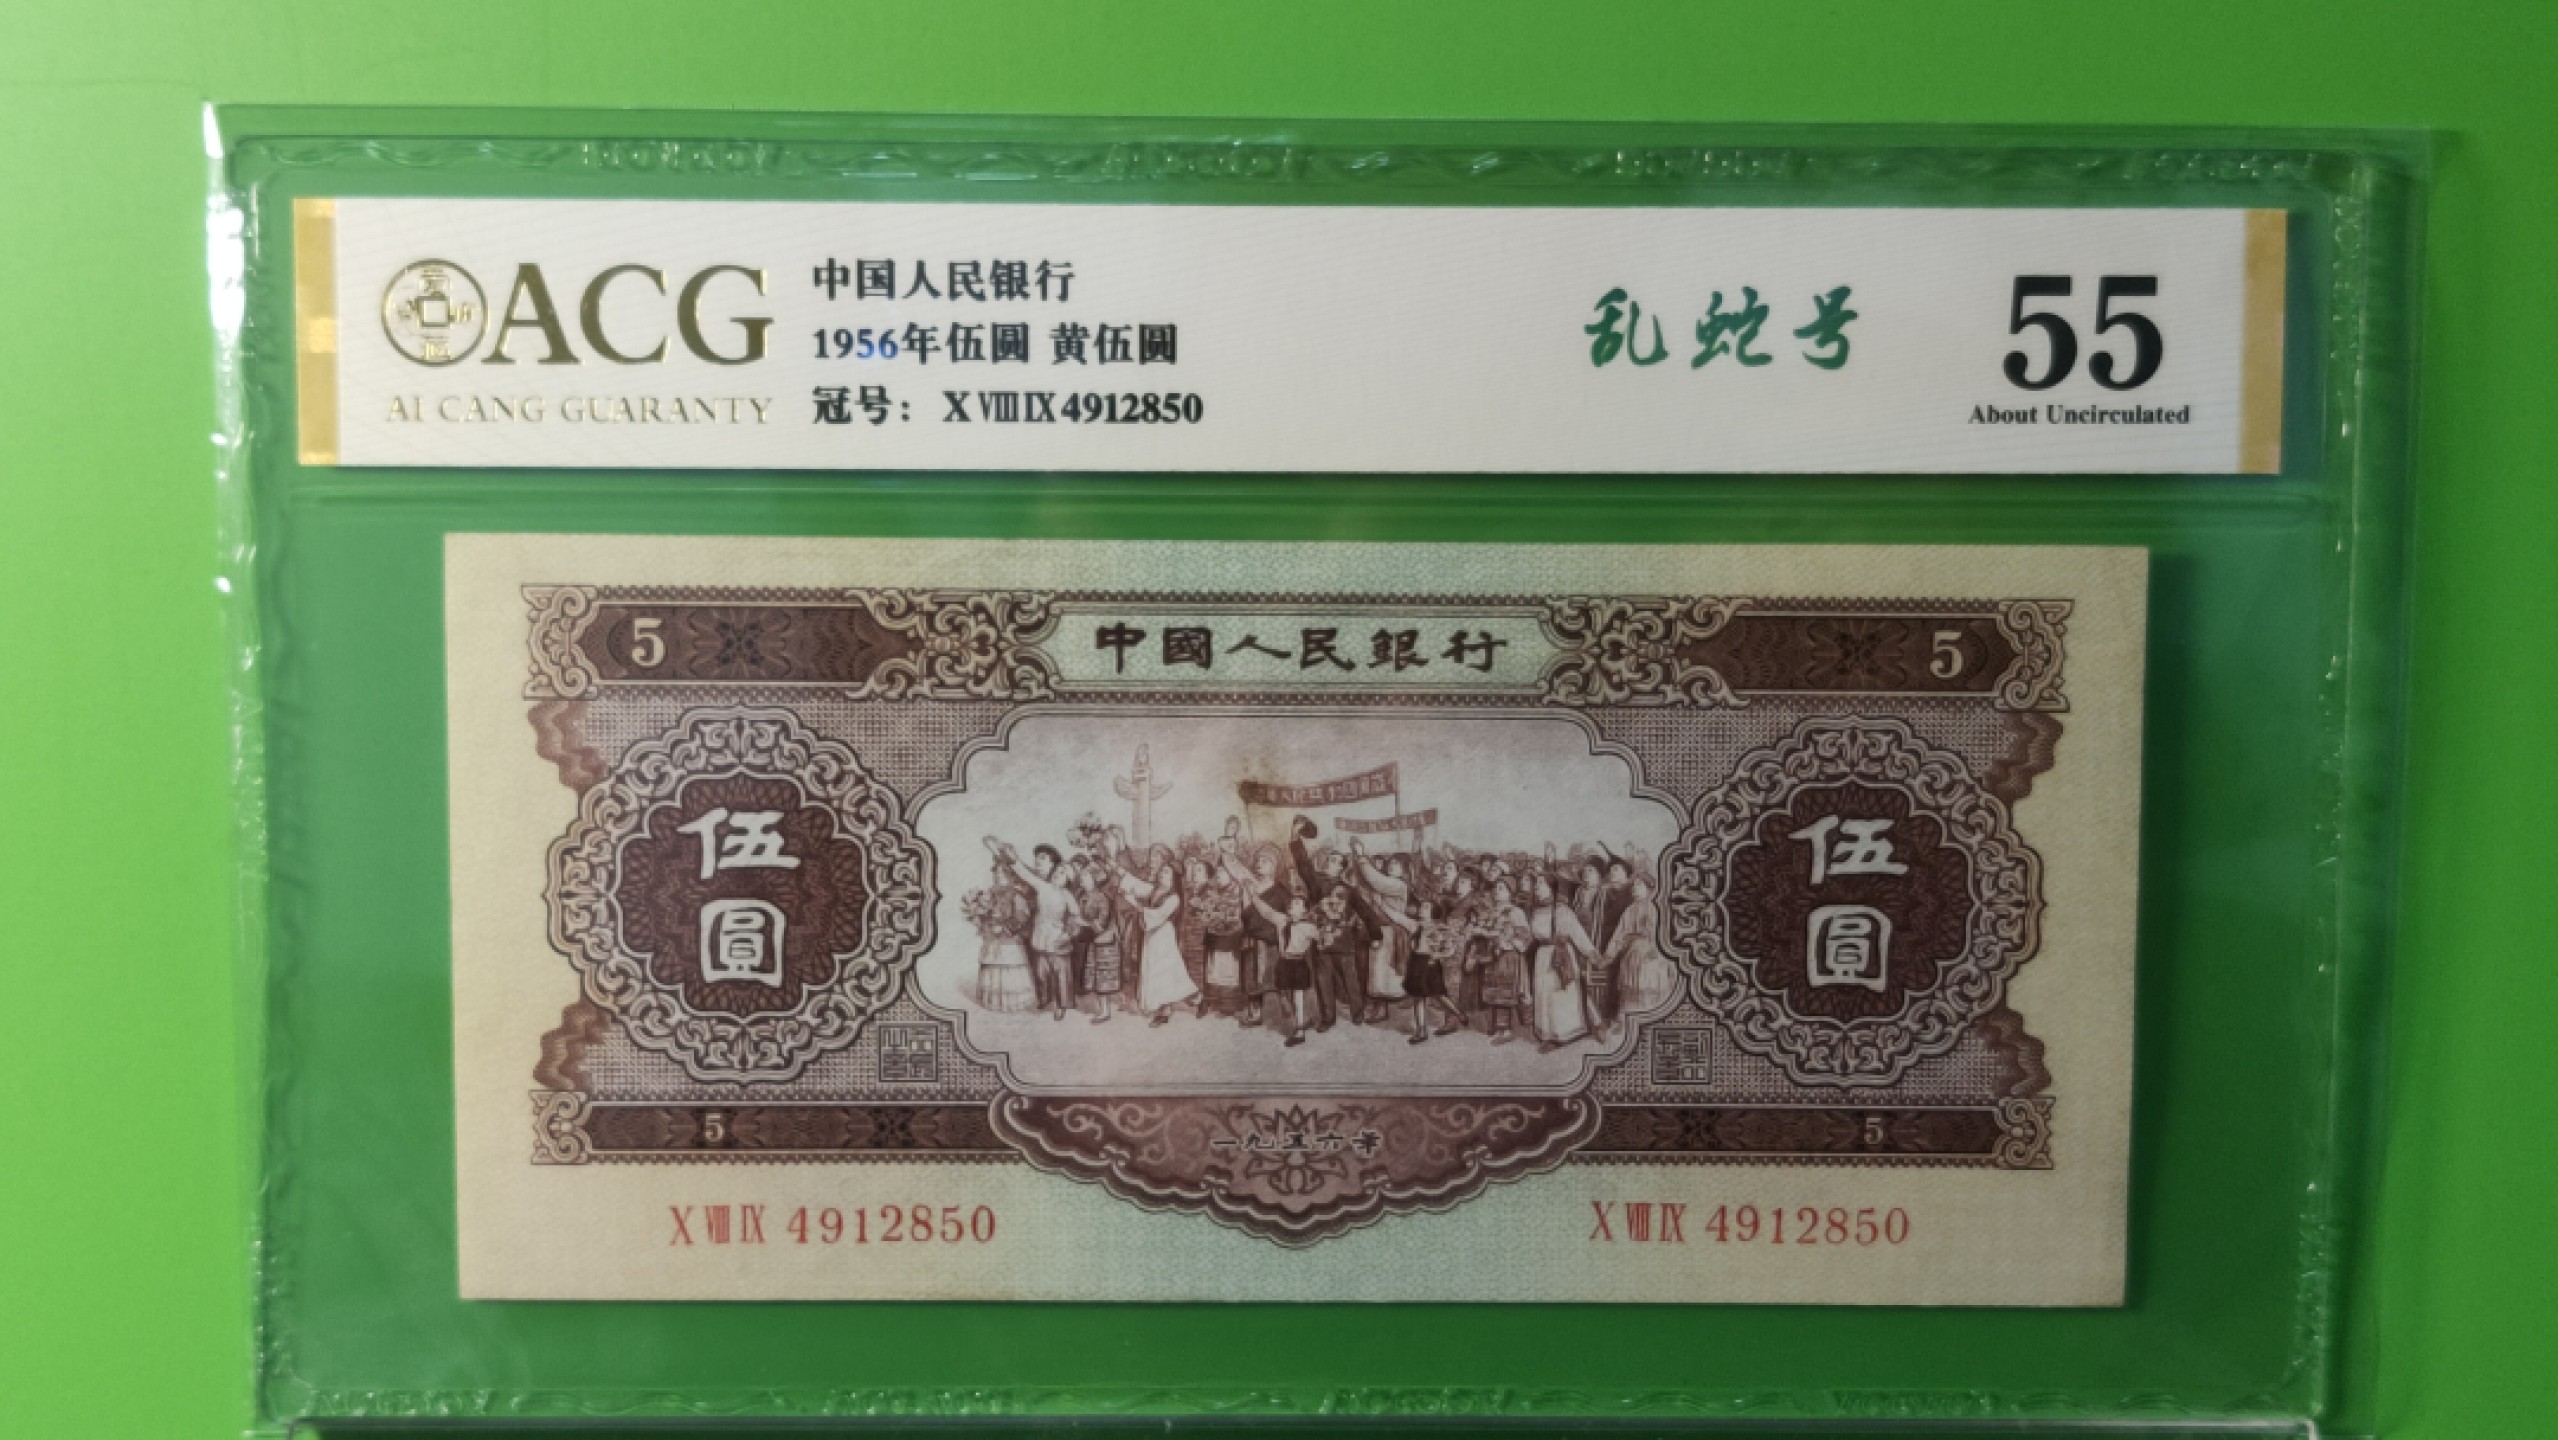 ACG
AI CANG GUARANTY
中国人民银行
1956年伍圆 黄伍圆
冠号：X VIII IX 4912850
乱蛇号
55
About Uncirculated
5 中國人民銀行 5
伍圓 伍圓
5 一九五六年 5
X VIII IX 4912850 X VIII IX 4912850